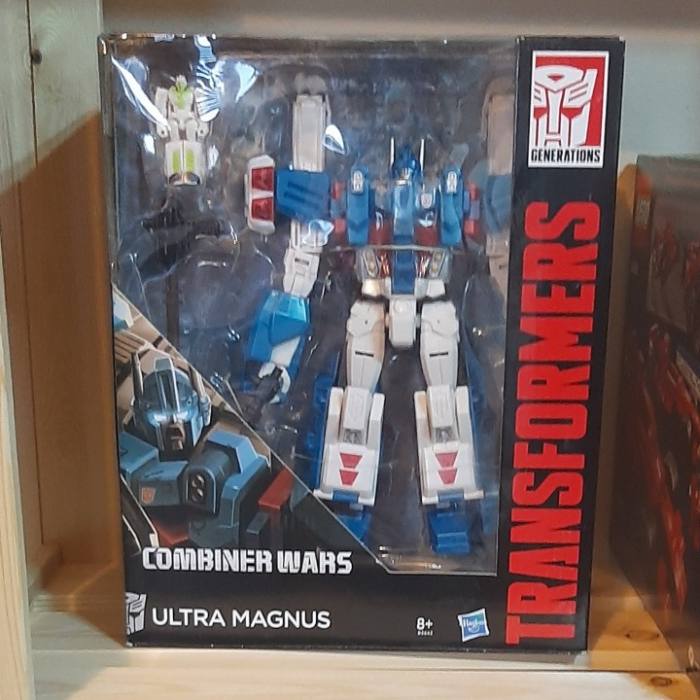 GENERATIONS
TRANSFORMERS
COMBINER WARS
ULTRA MAGNUS
8+
Hasbro